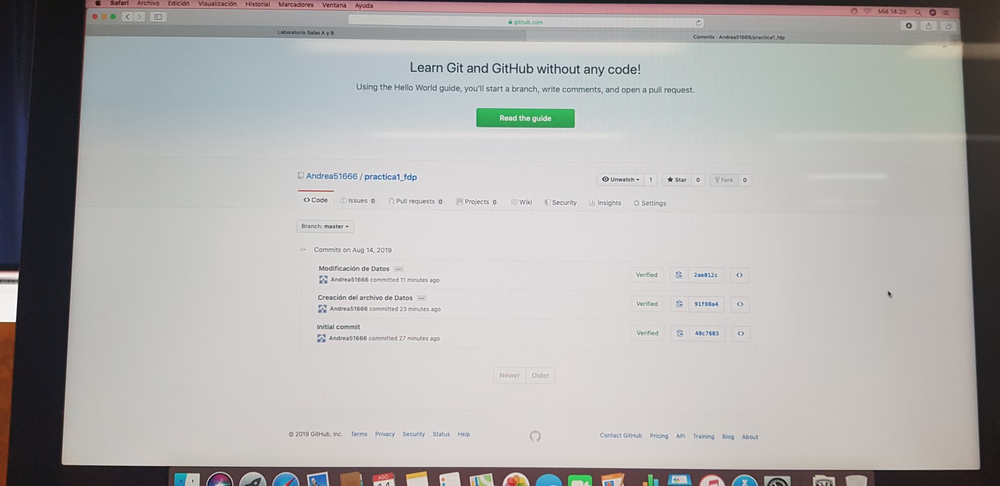 Safari Archivo Edición Visualización Historial Marcadores Ventana Ayuda Mié 14:25
github.com
Laboratorio Salas A y B Commits · Andrea51666/practica1_fdp
Learn Git and GitHub without any code!
Using the Hello World guide, you'll start a branch, write comments, and open a pull request.
Read the guide
Andrea51666 / practica1_fdp Unwatch 1 Star 0 Fork 0
<> Code Issues 0 Pull requests 0 Projects 0 Wiki Security Insights Settings
Branch: master
Commits on Aug 14, 2019
Modificación de Datos ...
Andrea51666 committed 11 minutes ago Verified 2ae012c <>
Creación del archivo de Datos ...
Andrea51666 committed 23 minutes ago Verified 91f88a4 <>
Initial commit
Andrea51666 committed 27 minutes ago Verified 48c7603 <>
Newer Older
© 2019 GitHub, Inc. Terms Privacy Security Status Help Contact GitHub Pricing API Training Blog About
AGO